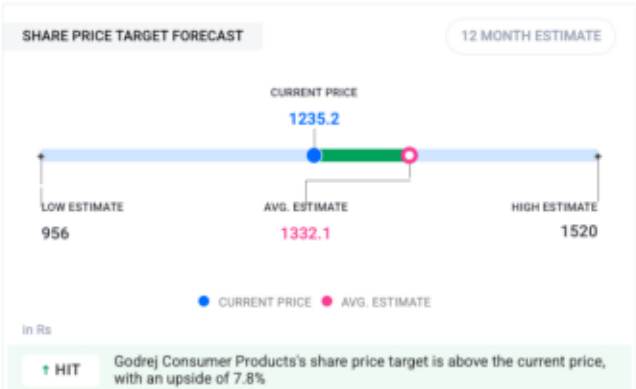 SHARE PRICE TARGET FORECAST
12 MONTH ESTIMATE
CURRENT PRICE
1235.2
LOW ESTIMATE
AVG. ESTIMATE
HIGH ESTIMATE
956
1332.1
1520
CURRENT PRICE
AVG. ESTIMATE
in Rs
↑ HIT
Godrej Consumer Products's share price target is above the current price,
with an upside of 7.8%